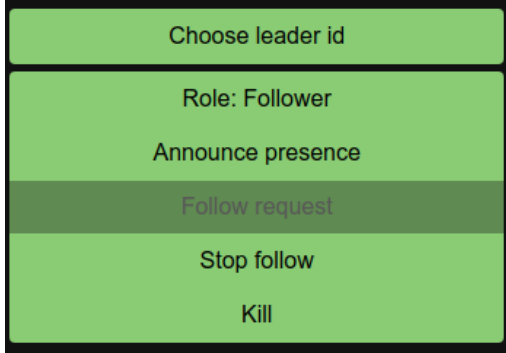 Choose leader id
Role: Follower
Announce presence
Follow request
Stop follow
Kill